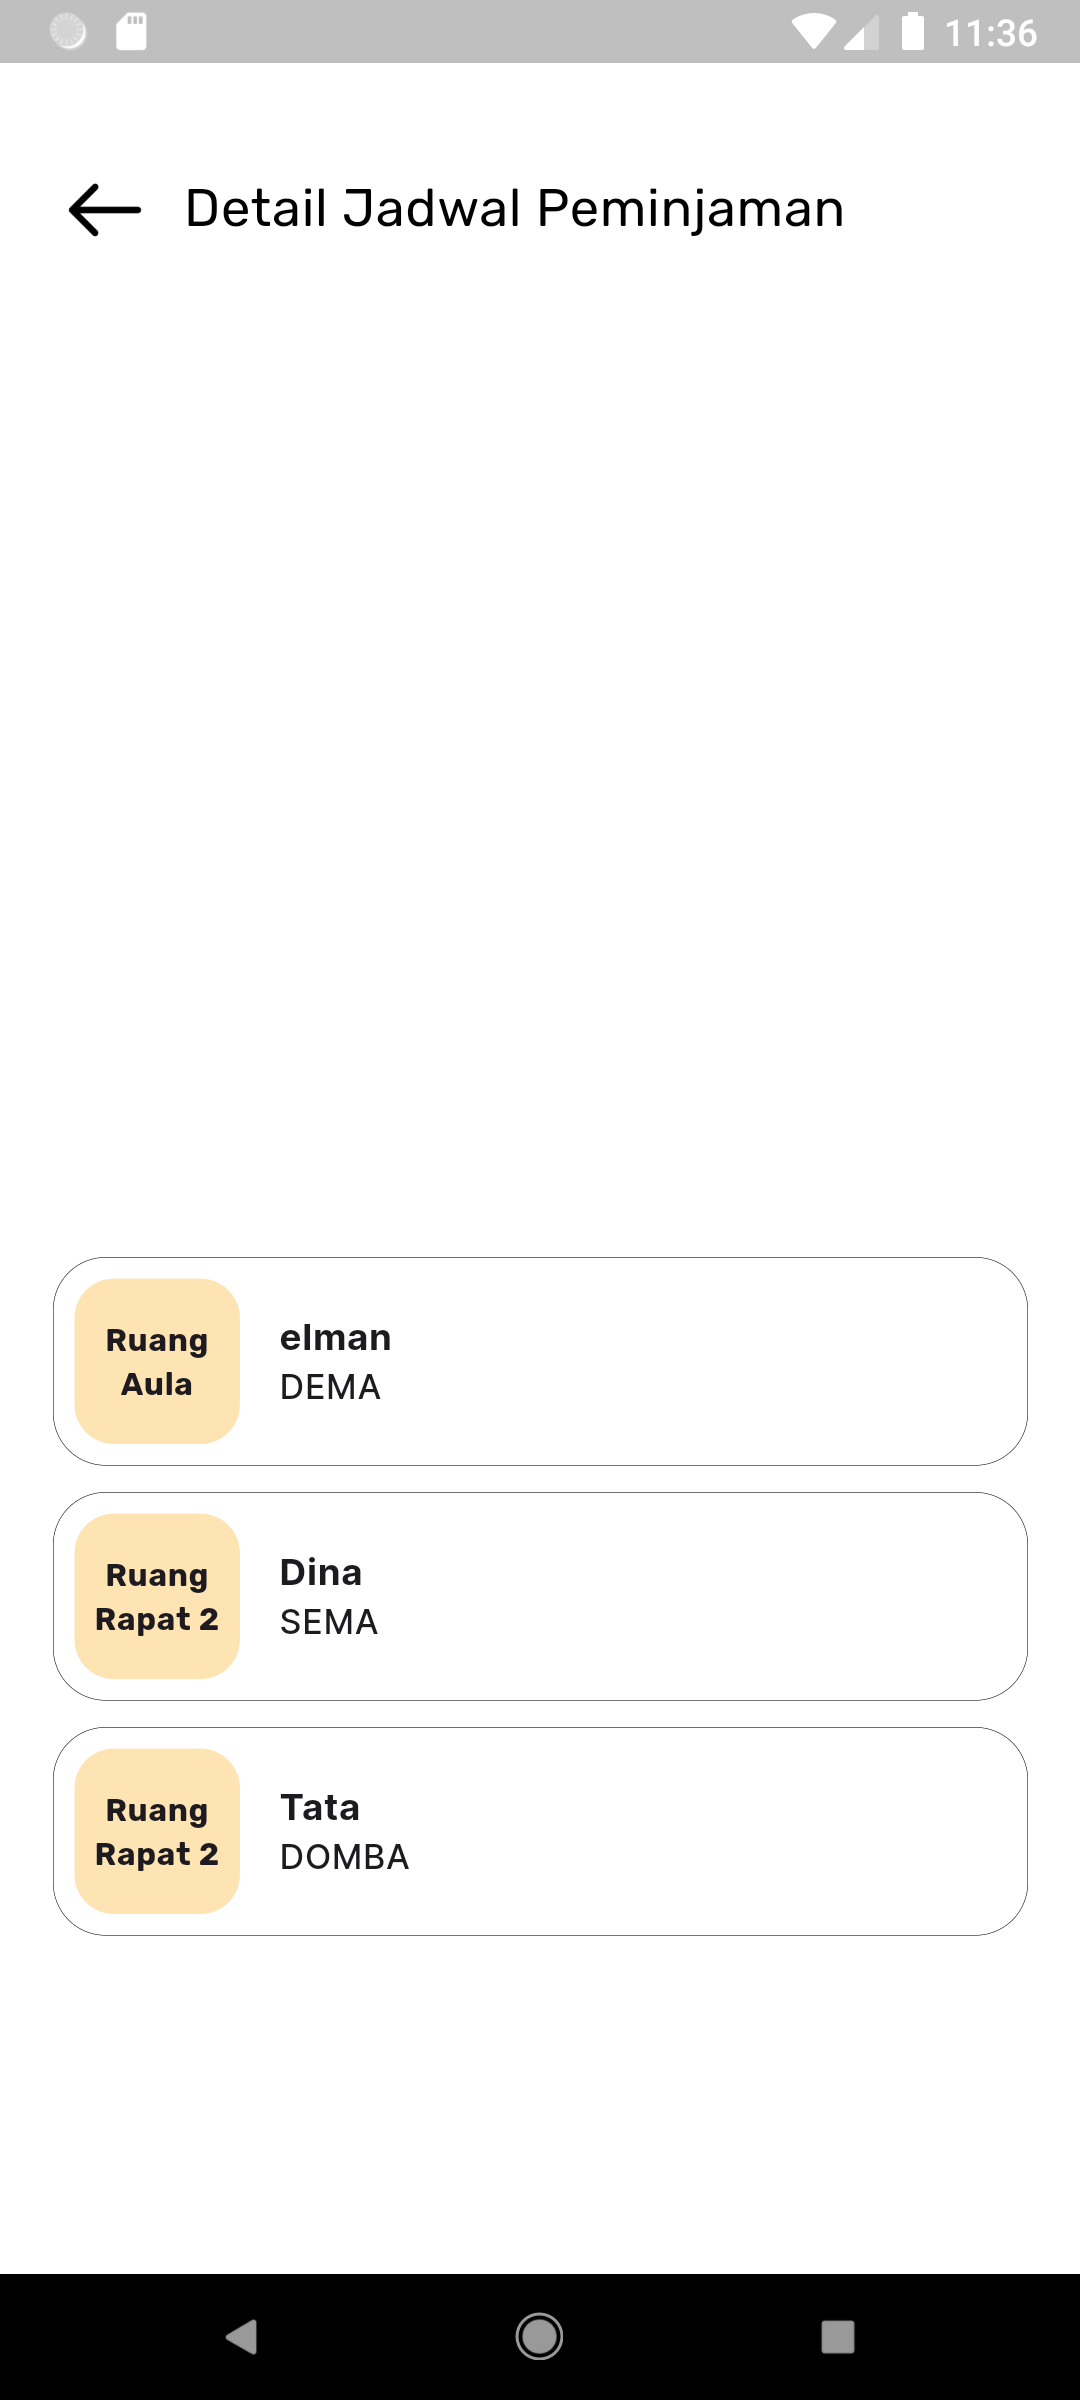 11:36
Detail Jadwal Peminjaman
Ruang
Aula
elman
DEMA
Ruang
Rapat 2
Dina
SEMA
Ruang
Rapat 2
Tata
DOMBA